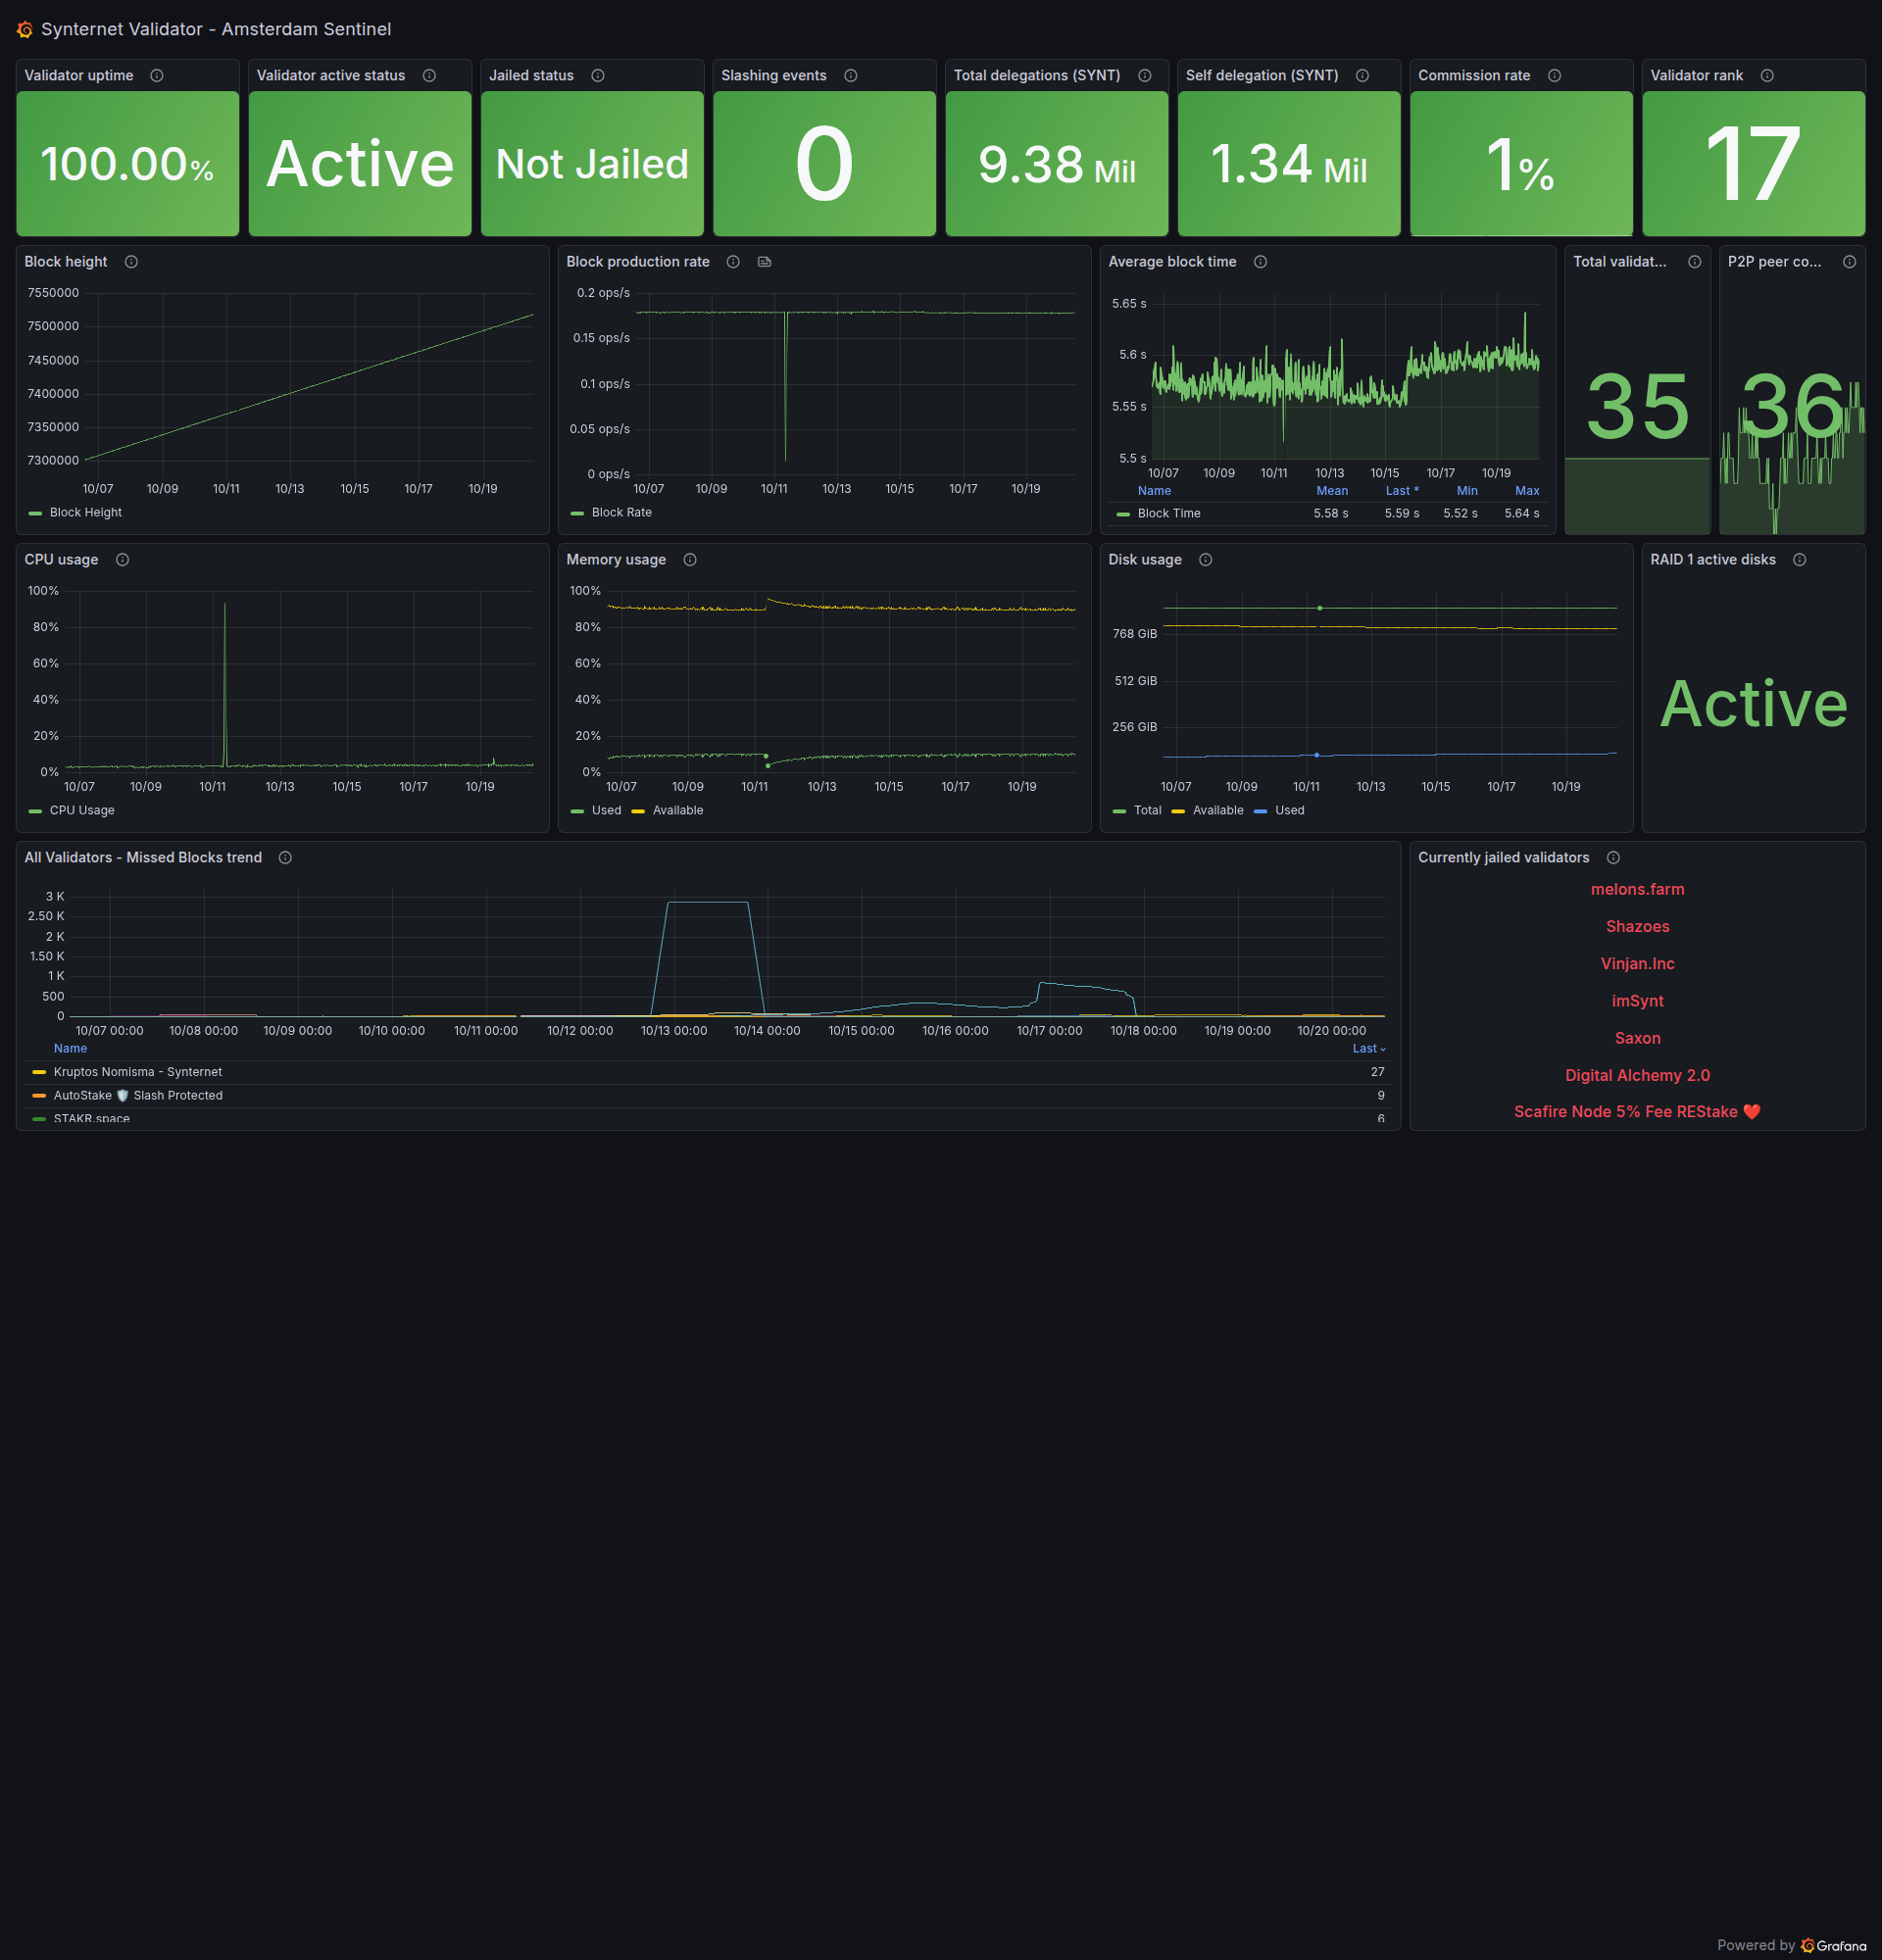 Synternet Validator - Amsterdam Sentinel
Validator uptime
100.00%
Validator active status
Active
Jailed status
Not Jailed
Slashing events
0
Total delegations (SYNT)
9.38 Mil
Self delegation (SYNT)
1.34 Mil
Commission rate
1%
Validator rank
17
Block height
7550000
7500000
7450000
7400000
7350000
7300000
10/07 10/09 10/11 10/13 10/15 10/17 10/19
Block Height
Block production rate
0.2 ops/s
0.15 ops/s
0.1 ops/s
0.05 ops/s
0 ops/s
10/07 10/09 10/11 10/13 10/15 10/17 10/19
Block Rate
Average block time
5.65 s
5.6 s
5.55 s
5.5 s
10/07 10/09 10/11 10/13 10/15 10/17 10/19
Name Mean Last * Min Max
Block TIme 5.58 s 5.59 s 5.52 s 5.64 s
Total validat...
35
P2P peer co...
36
CPU usage
100%
80%
60%
40%
20%
0%
10/07 10/09 10/11 10/13 10/15 10/17 10/19
CPU Usage
Memory usage
100%
80%
60%
40%
20%
0%
10/07 10/09 10/11 10/13 10/15 10/17 10/19
Used Available
Disk usage
768 GiB
512 GiB
256 GiB
10/07 10/09 10/11 10/13 10/15 10/17 10/19
Total Available Used
RAID 1 active disks
Active
All Validators - Missed Blocks trend
3 K
2.50 K
2 K
1.50 K
1 K
500
0
10/07 00:00 10/08 00:00 10/09 00:00 10/10 00:00 10/11 00:00 10/12 00:00 10/13 00:00 10/14 00:00 10/15 00:00 10/16 00:00 10/17 00:00 10/18 00:00 10/19 00:00 10/20 00:00
Name Last
Kruptos Nomisma - Synternet 27
AutoStake 🛡️ Slash Protected 9
STAKR.space 6
Currently jailed validators
melons.farm
Shazoes
Vinjan.Inc
imSynt
Saxon
Digital Alchemy 2.0
Scafire Node 5% Fee REStake ❤️
Powered by Grafana